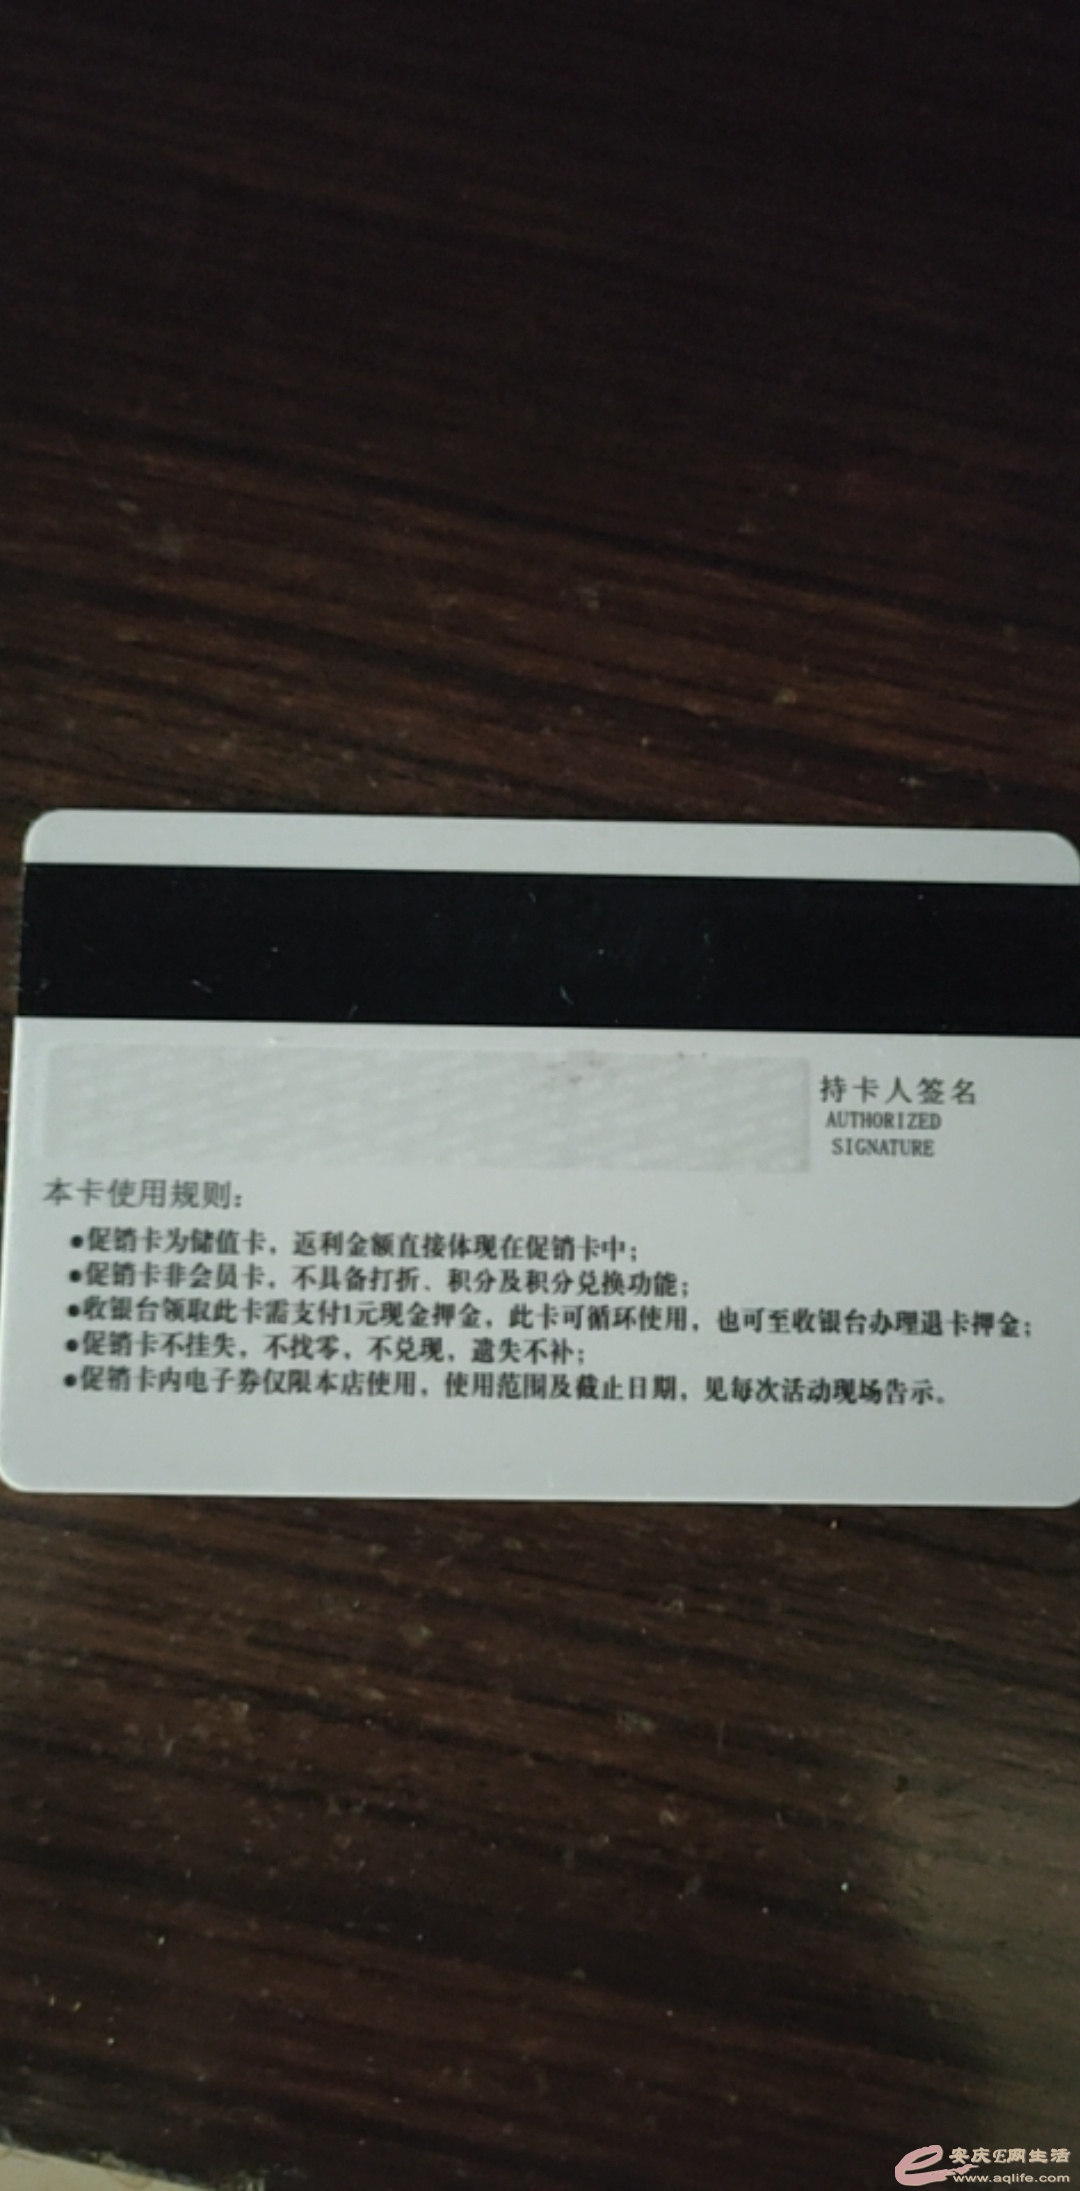 持卡人签名
AUTHORIZED
SIGNATURE
本卡使用规则：
●促销卡为储值卡，返利金额直接体现在促销卡中；
●促销卡非会员卡，不具备打折、积分及积分兑换功能；
●收银台领取此卡需支付1元现金押金，此卡可循环使用，也可至收银台办理退卡押金；
●促销卡不挂失，不找零，不兑现，遗失不补；
●促销卡内电子券仅限本店使用，使用范围及截止日期，见每次活动现场告示。
安庆E网生活
www.aqlife.com